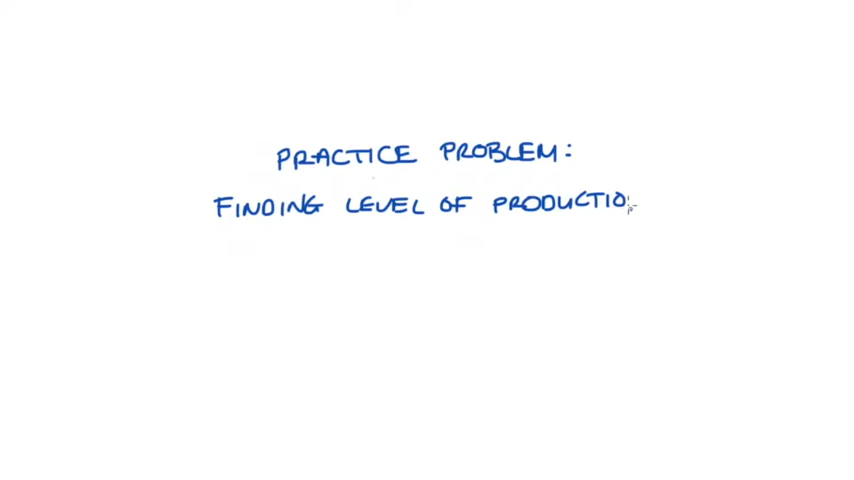 PRACTICE PROBLEM:
FINDING LEVEL OF PRODUCTIO